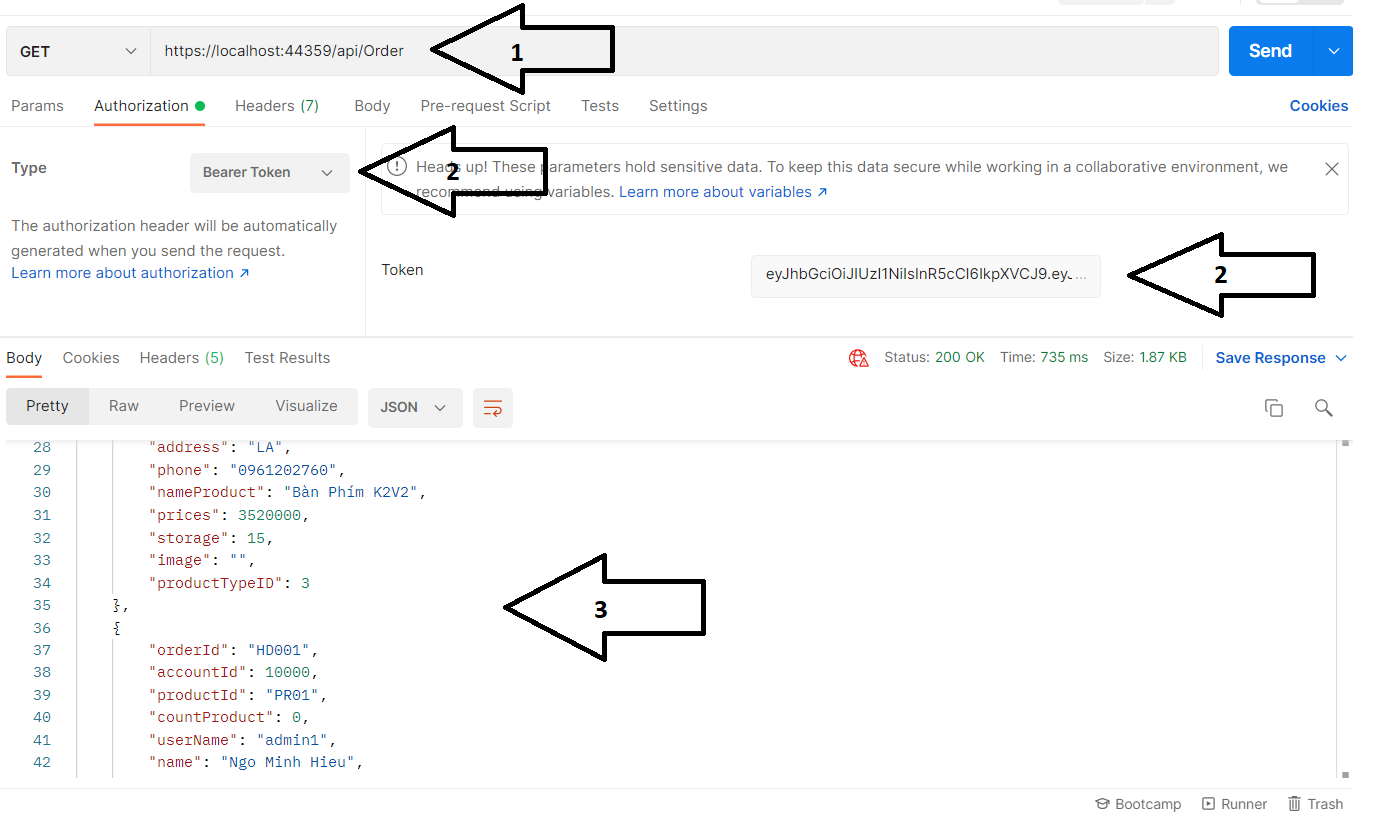 GET https://localhost:44359/api/Order 1 Send
Params Authorization Headers (7) Body Pre-request Script Tests Settings Cookies
Type Bearer Token 2
Heads up! These parameters hold sensitive data. To keep this data secure while working in a collaborative environment, we
recommend using variables. Learn more about variables ↗
The authorization header will be automatically
generated when you send the request.
Learn more about authorization ↗
Token eyJhbGciOiJIUzI1NiIsInR5cCI6IkpXVCJ9.eyJ... 2
Body Cookies Headers (5) Test Results Status: 200 OK Time: 735 ms Size: 1.87 KB Save Response
Pretty Raw Preview Visualize JSON
28 "address": "LA",
29 "phone": "0961202760",
30 "nameProduct": "Bàn Phím K2V2",
31 "prices": 3520000,
32 "storage": 15,
33 "image": "",
34 "productTypeID": 3
35 },
3
36 {
37 "orderId": "HD001",
38 "accountId": 10000,
39 "productId": "PR01",
40 "countProduct": 0,
41 "userName": "admin1",
42 "name": "Ngo Minh Hieu",
Bootcamp Runner Trash